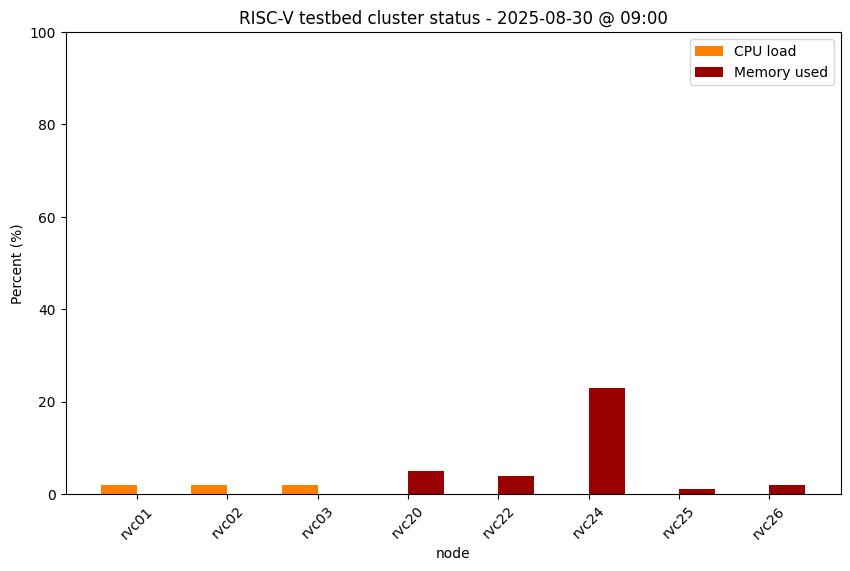 RISC-V testbed cluster status - 2025-08-30 @ 09:00
100
80
60
40
20
0
Percent (%)
CPU load
Memory used
rvc01
rvc02
rvc03
rvc20
rvc22
rvc24
rvc25
rvc26
node